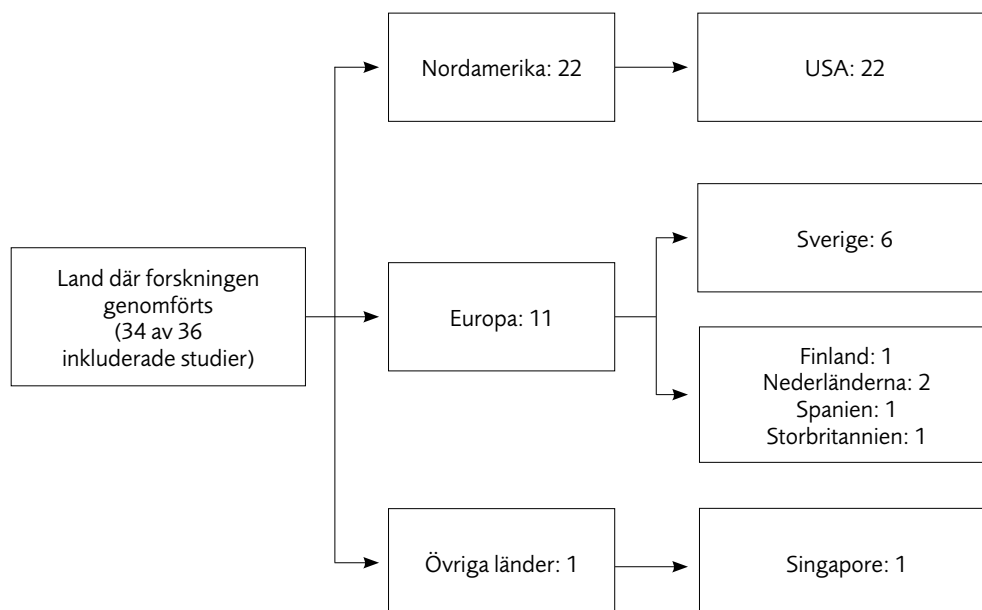 Land där forskningen
genomförts
(34 av 36
inkluderade studier)
Nordamerika: 22
USA: 22
Europa: 11
Sverige: 6
Finland: 1
Nederländerna: 2
Spanien: 1
Storbritannien: 1
Övriga länder: 1
Singapore: 1